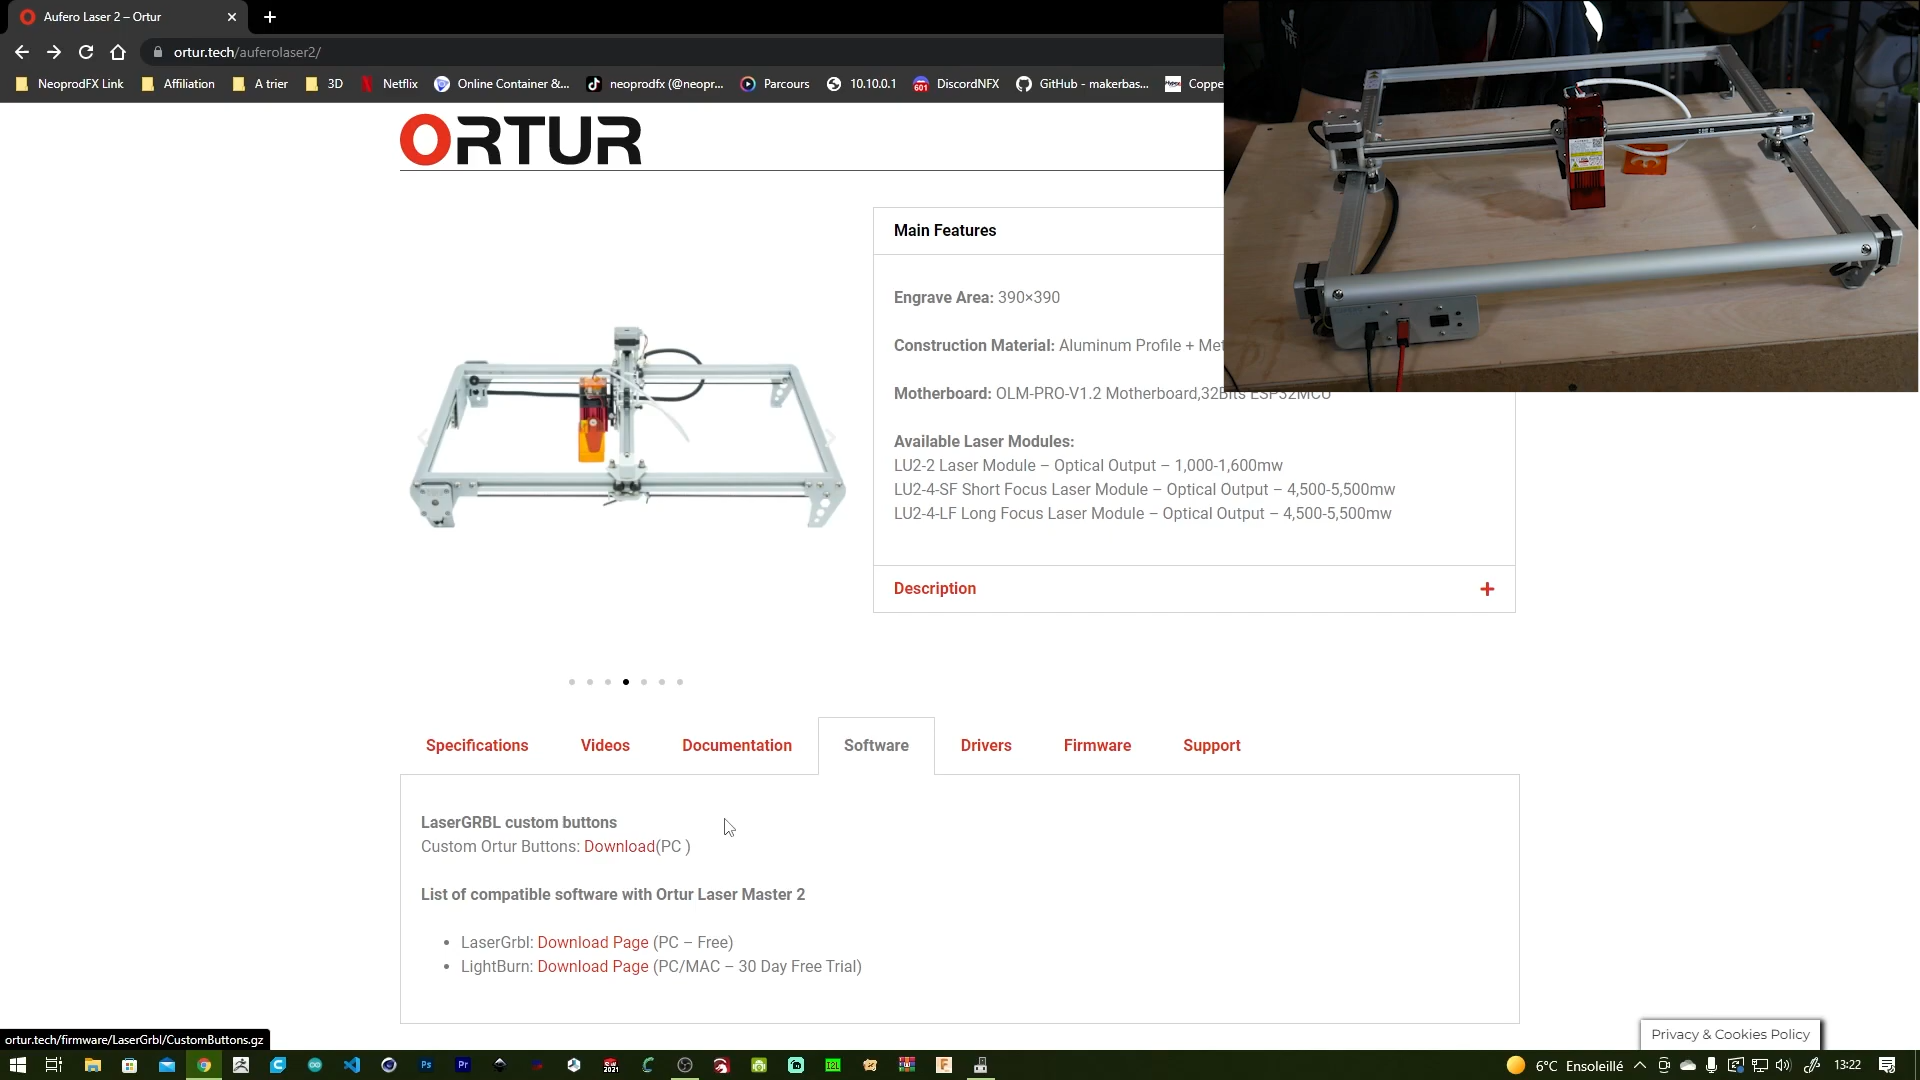 Aufero Laser 2 – Ortur
ortur.tech/auferolaser2/
NeoprodFX Link
Affiliation
A trier
3D
Netflix
Online Container &...
neoprodfx (@neopr...
Parcours
10.10.0.1
DiscordNFX
GitHub - makerbas...
Coppe
ORTUR
Main Features
Engrave Area: 390×390
Construction Material: Aluminum Profile + Met
Motherboard: OLM-PRO-V1.2 Motherboard,32Bits ESP32MCU
Available Laser Modules:
LU2-2 Laser Module – Optical Output – 1,000-1,600mw
LU2-4-SF Short Focus Laser Module – Optical Output – 4,500-5,500mw
LU2-4-LF Long Focus Laser Module – Optical Output – 4,500-5,500mw
Description
Specifications
Videos
Documentation
Software
Drivers
Firmware
Support
LaserGRBL custom buttons
Custom Ortur Buttons: Download(PC )
List of compatible software with Ortur Laser Master 2
LaserGrbl: Download Page (PC – Free)
LightBurn: Download Page (PC/MAC – 30 Day Free Trial)
Privacy & Cookies Policy
ortur.tech/firmware/LaserGrbl/CustomButtons.gz
6°C Ensoleillé
13:22